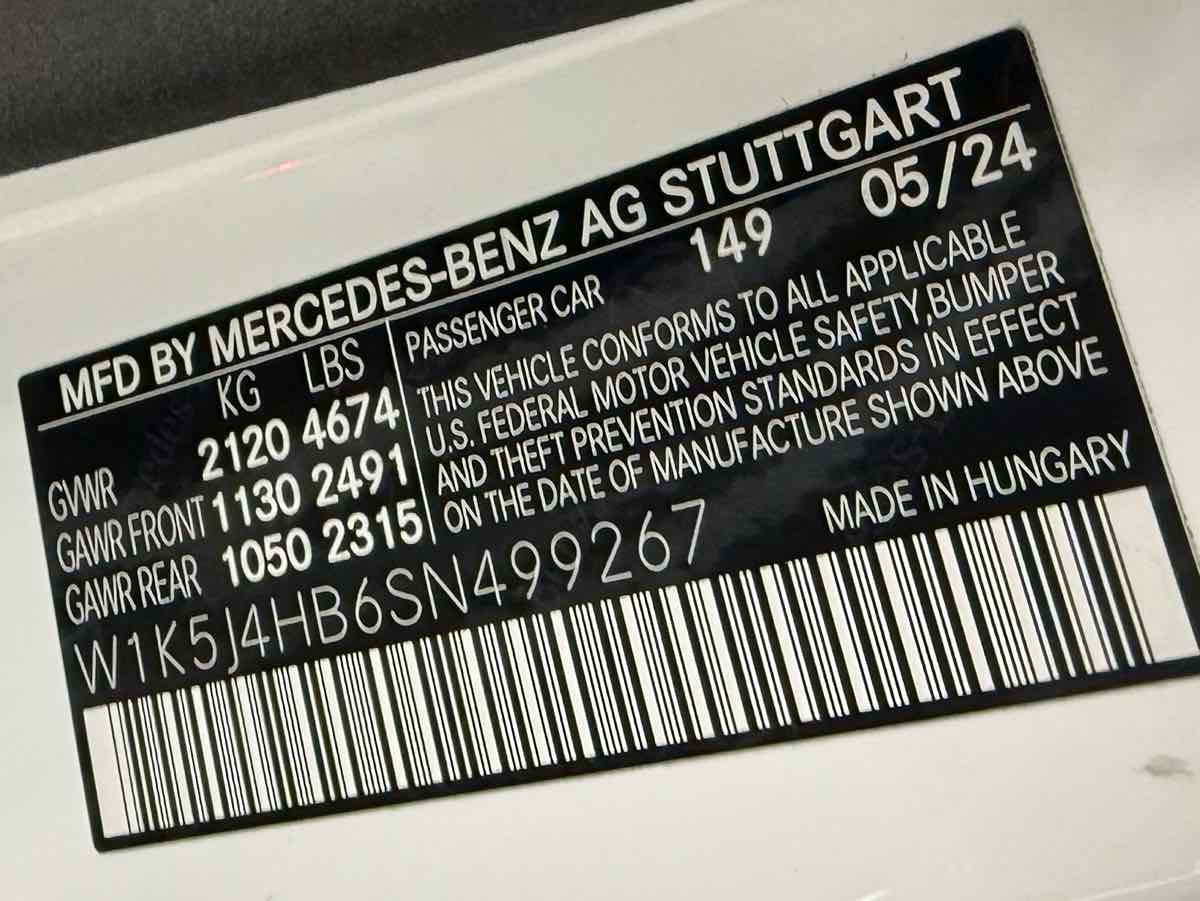 MFD BY MERCEDES-BENZ AG STUTTGART
KG LBS
GVWR 2120 4674
GAWR FRONT 1130 2491
GAWR REAR 1050 2315
PASSENGER CAR 149 05/24
THIS VEHICLE CONFORMS TO ALL APPLICABLE
U.S. FEDERAL MOTOR VEHICLE SAFETY,BUMPER
AND THEFT PREVENTION STANDARDS IN EFFECT
ON THE DATE OF MANUFACTURE SHOWN ABOVE
W1K5J4HB6SN499267
MADE IN HUNGARY